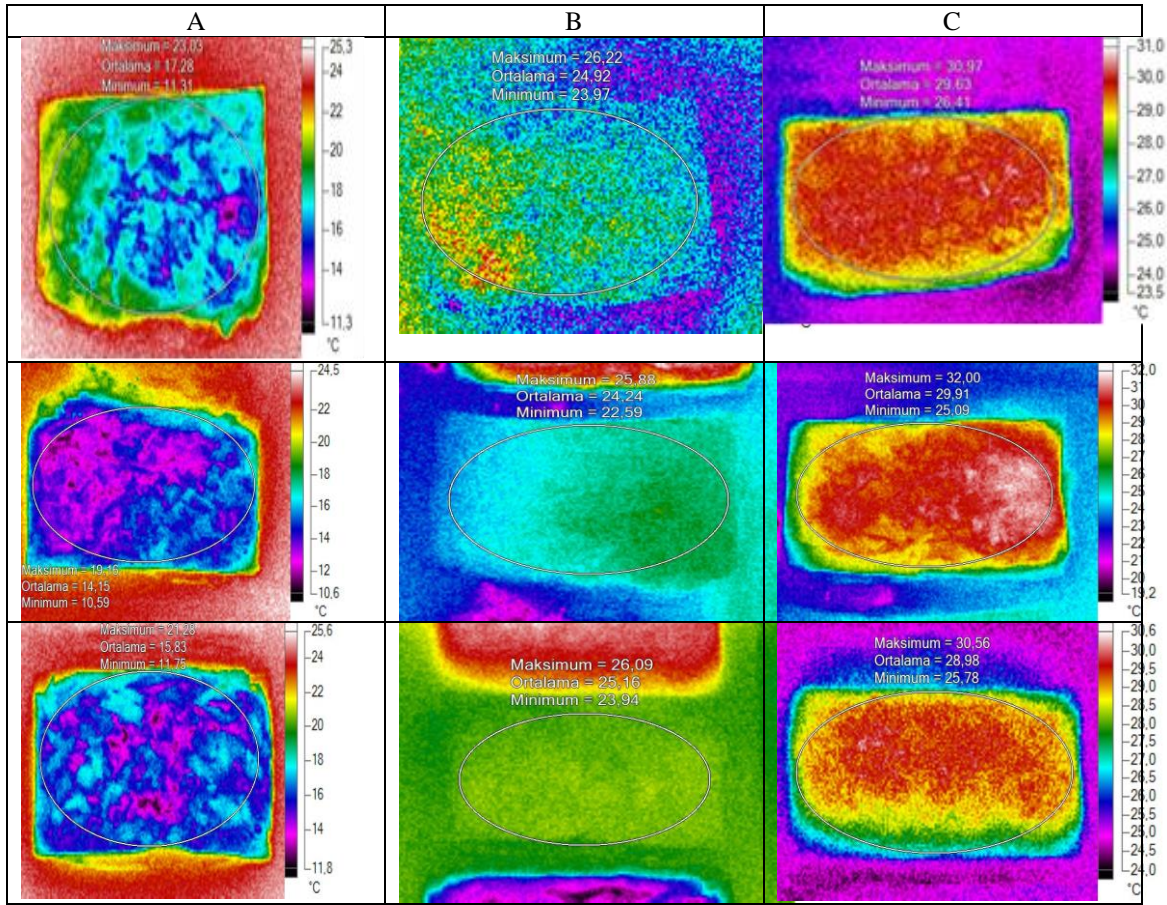 A
B
C
Maksimum = 23,03
Ortalama = 17,28
Minimum = 11,31
25,3
24
22
20
18
16
14
11,3
°C
Maksimum = 26,22
Ortalama = 24,92
Minimum = 23,97
Maksimum = 30,97
Ortalama = 29,63
Minimum = 26,41
31,0
30,0
29,0
28,0
27,0
26,0
25,0
24,0
23,5
°C
24,5
22
20
18
16
14
12
10,6
°C
Maksimum = 19,16
Ortalama = 14,15
Minimum = 10,59
Maksimum = 25,88
Ortalama = 24,24
Minimum = 22,59
Maksimum = 32,00
Ortalama = 29,91
Minimum = 25,09
32,0
31
30
29
28
27
26
25
24
23
22
21
20
19,2
°C
Maksimum = 21,28
Ortalama = 15,83
Minimum = 11,75
25,6
24
22
20
18
16
14
11,8
°C
Maksimum = 26,09
Ortalama = 25,16
Minimum = 23,94
Maksimum = 30,56
Ortalama = 28,98
Minimum = 25,78
30,6
30,0
29,5
29,0
28,5
28,0
27,5
27,0
26,5
26,0
25,5
25,0
24,5
24,0
°C